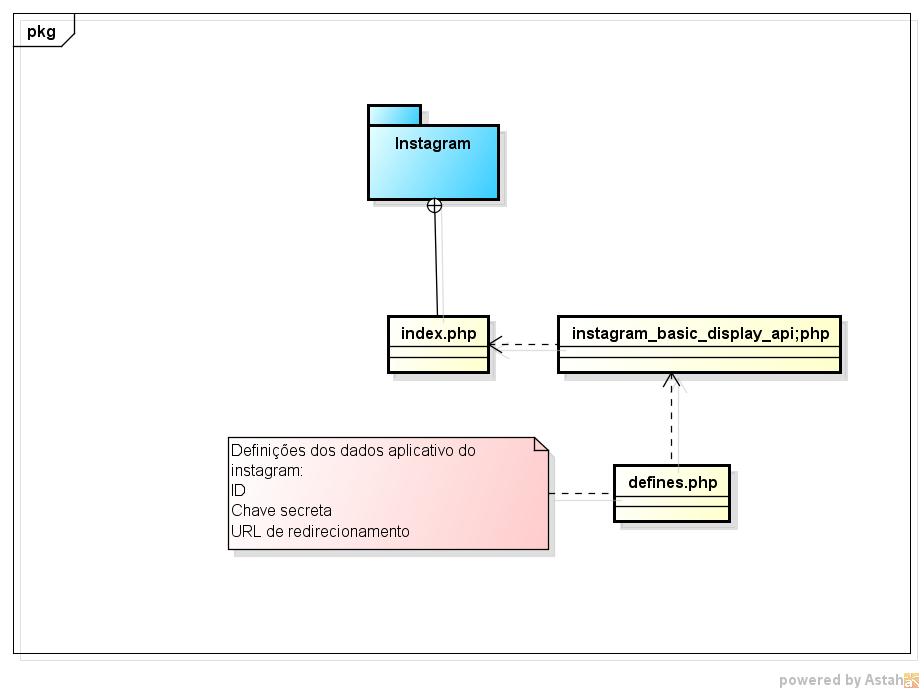 pkg
Instagram
index.php
instagram_basic_display_api;php
Definições dos dados aplicativo do
instagram:
ID
Chave secreta
URL de redirecionamento
defines.php
powered by Astah